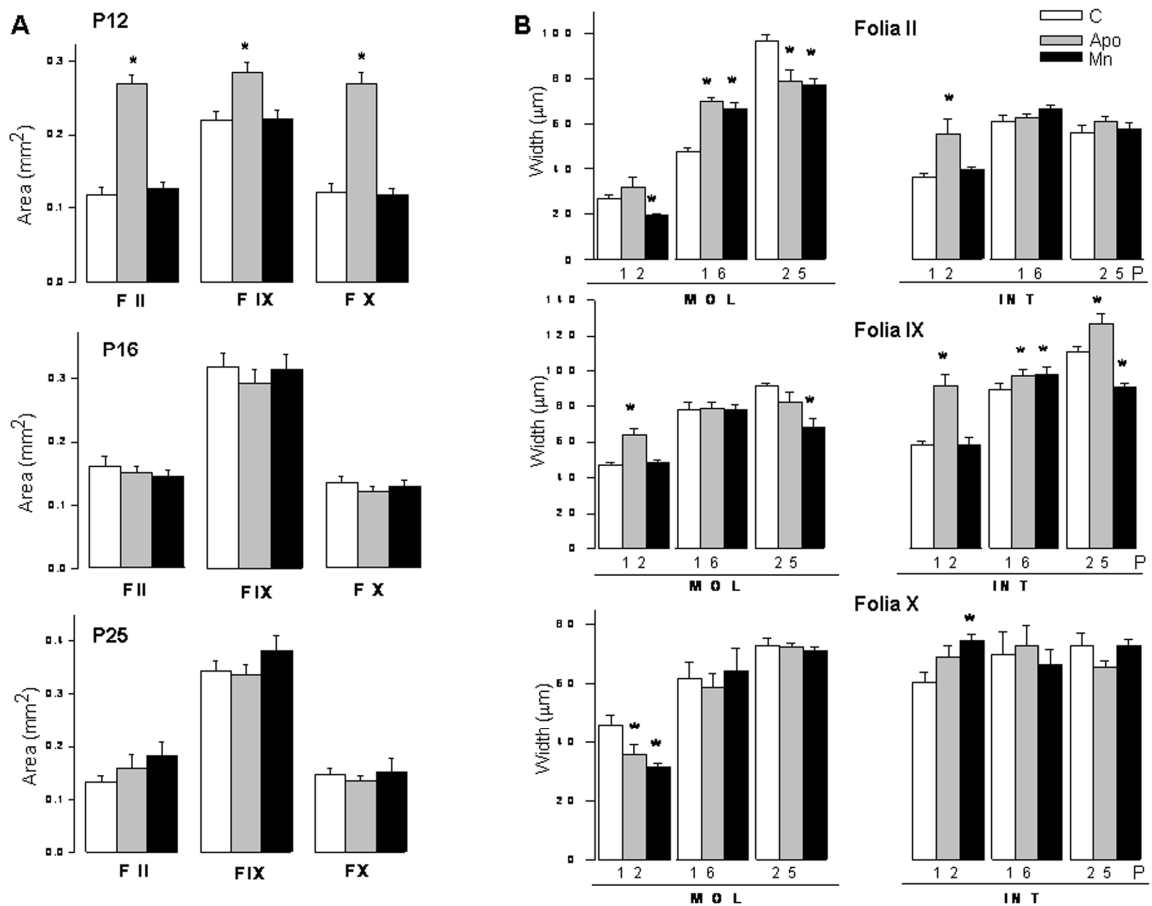 A
P12
Area (mm2)
0.3
0.2
0.1
0.0
* * *
F II F IX F X
P16
Area (mm2)
0.3
0.2
0.1
0.0
F II F IX F X
P25
Area (mm2)
0.4
0.3
0.2
0.1
0.0
F II FIX FX
B
Folia II
C
Apo
Mn
Width (µm)
100
80
60
40
20
0
* * * * * *
12 16 25 12 16 25 P
MOL INT
Folia IX
Width (µm)
140
120
100
80
60
40
20
0
* * * * * * *
12 16 25 12 16 25 P
MOL INT
Folia X
Width (µm)
80
60
40
20
0
* * *
12 16 25 12 16 25 P
MOL INT